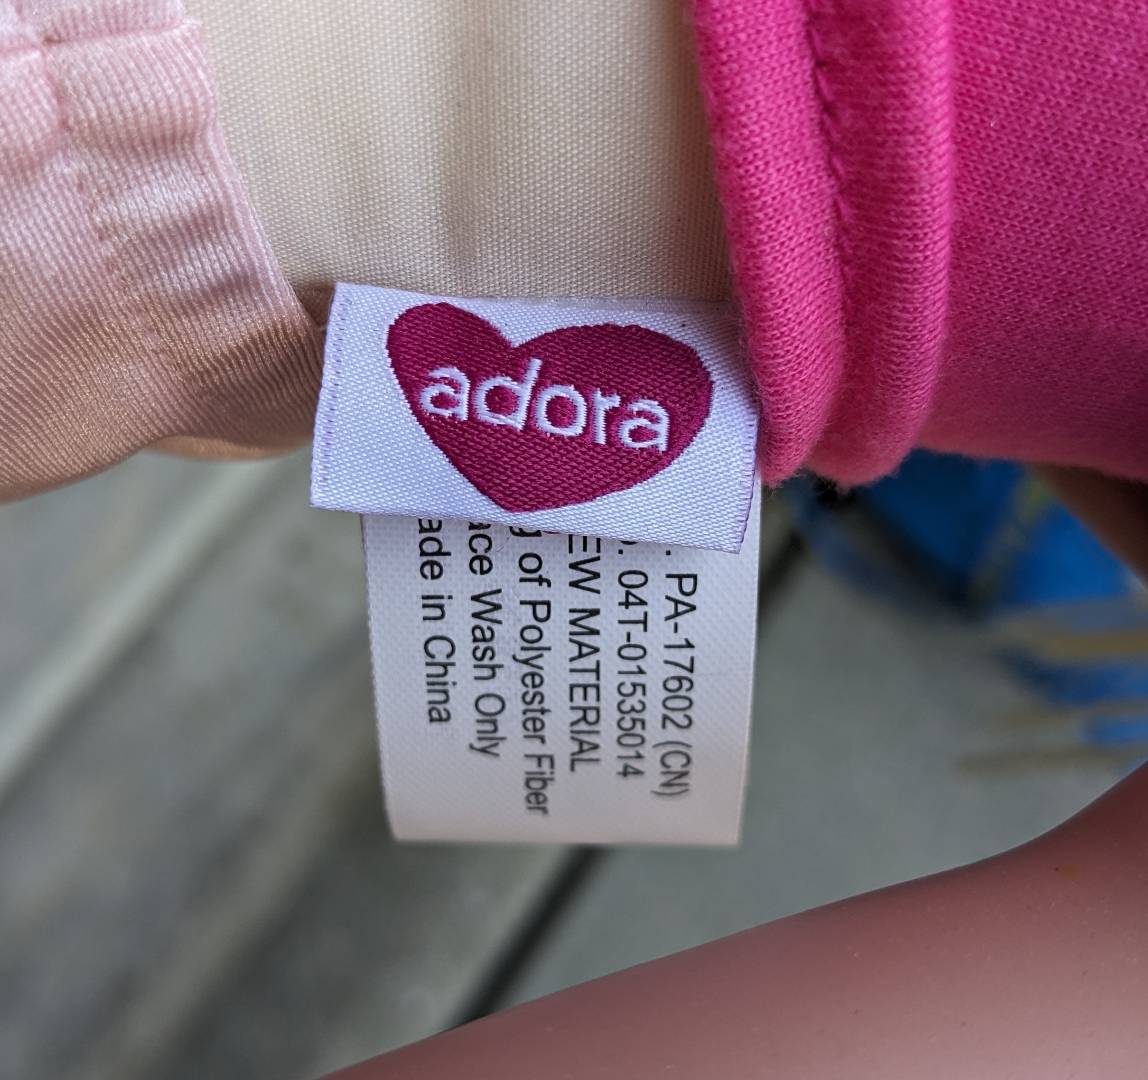 adora
. PA-17602 (CN)
. 04T-01535014
EW MATERIAL
g of Polyester Fiber
ace Wash Only
ade in China